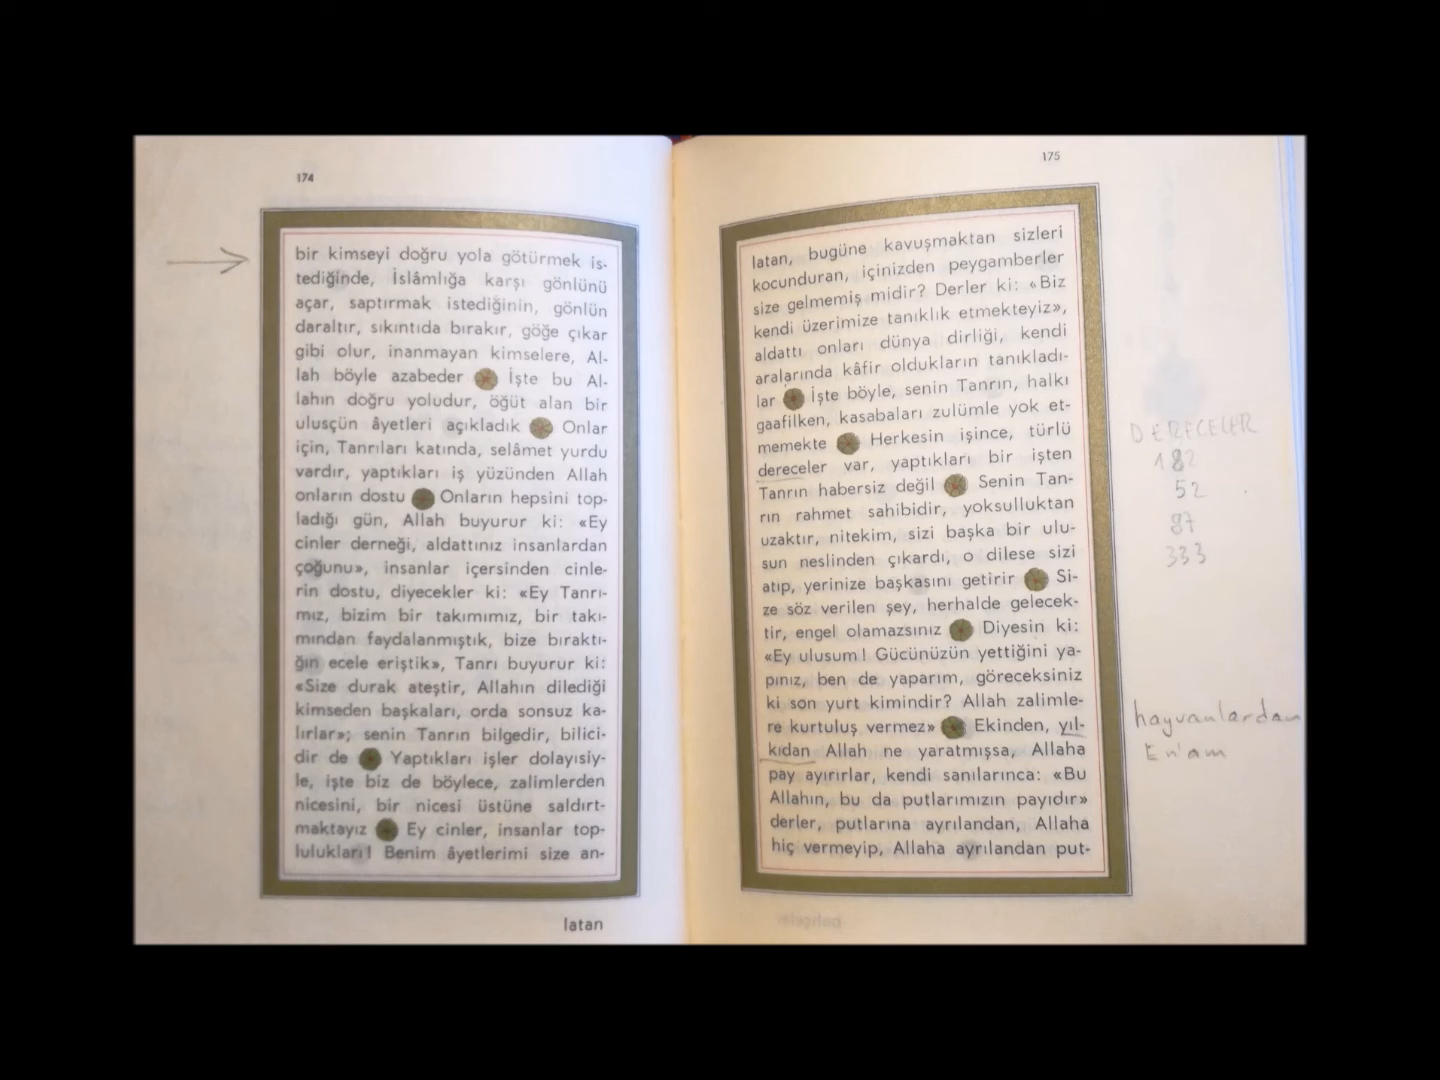 174
bir kimseyi doğru yola götürmek is-
tediğinde, İslâmlığa karşı gönlünü
açar, saptırmak istediğinin, gönlün
daraltır, sıkıntıda bırakır, göğe çıkar
gibi olur, inanmayan kimselere, Al-
lah böyle azabeder İşte bu Al-
lahın doğru yoludur, öğüt alan bir
ulusçün âyetleri açıkladık Onlar
için, Tanrıları katında, selâmet yurdu
vardır, yaptıkları iş yüzünden Allah
onların dostu Onların hepsini top-
ladığı gün, Allah buyurur ki: «Ey
cinler derneği, aldattınız insanlardan
çoğunu», insanlar içersinden cinle-
rin dostu, diyecekler ki: «Ey Tanrı-
mız, bizim bir takımımız, bir takı-
mından faydalanmıştık, bize bıraktı-
ğın ecele eriştik», Tanrı buyurur ki:
«Size durak ateştir, Allahın dilediği
kimseden başkaları, orda sonsuz ka-
lırlar»; senin Tanrın bilgedir, bilici-
dir de Yaptıkları işler dolayısiy-
le, işte biz de böylece, zalimlerden
nicesini, bir nicesi üstüne saldırt-
maktayız Ey cinler, insanlar top-
lulukları! Benim âyetlerimi size an-
latan
175
latan, bugüne kavuşmaktan sizleri
kocunduran, içinizden peygamberler
size gelmemiş midir? Derler ki: «Biz
kendi üzerimize tanıklık etmekteyiz»,
aldattı onları dünya dirliği, kendi
aralarında kâfir oldukların tanıkladı-
lar İşte böyle, senin Tanrın, halkı
gaafilken, kasabaları zulümle yok et-
memekte Herkesin işince, türlü
dereceler var, yaptıkları bir işten
Tanrın habersiz değil Senin Tan-
rın rahmet sahibidir, yoksulluktan
uzaktır, nitekim, sizi başka bir ulu-
sun neslinden çıkardı, o dilese sizi
atıp, yerinize başkasını getirir Si-
ze söz verilen şey, herhalde gelecek-
tir, engel olamazsınız Diyesin ki:
«Ey ulusum! Gücünüzün yettiğini ya-
pınız, ben de yaparım, göreceksiniz
ki son yurt kimindir? Allah zalimle-
re kurtuluş vermez» Ekinden, yıl-
kıdan Allah ne yaratmışsa, Allaha
pay ayırırlar, kendi sanılarınca: «Bu
Allahın, bu da putlarımızın payıdır»
derler, putlarına ayrılandan, Allaha
hiç vermeyip, Allaha ayrılandan put-
DERECELER
182
52
87
333
hayvanlardan
En'am